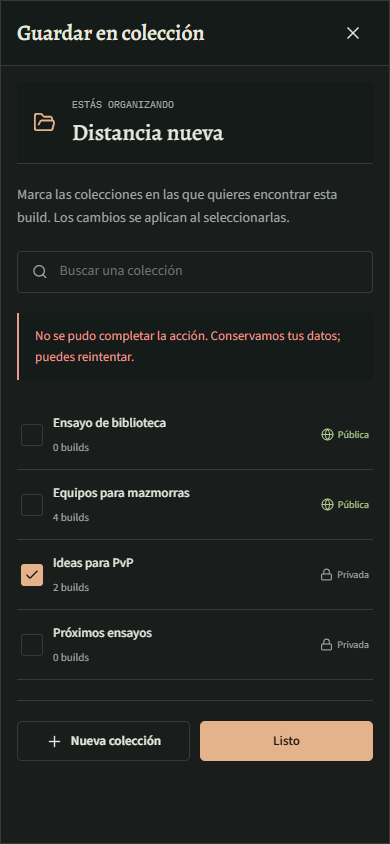 Guardar en colección
ESTÁS ORGANIZANDO
Distancia nueva
Marca las colecciones en las que quieres encontrar esta
build. Los cambios se aplican al seleccionarlas.
Buscar una colección
No se pudo completar la acción. Conservamos tus datos;
puedes reintentar.
Ensayo de biblioteca
0 builds
Pública
Equipos para mazmorras
4 builds
Pública
Ideas para PvP
2 builds
Privada
Próximos ensayos
0 builds
Privada
Nueva colección
Listo